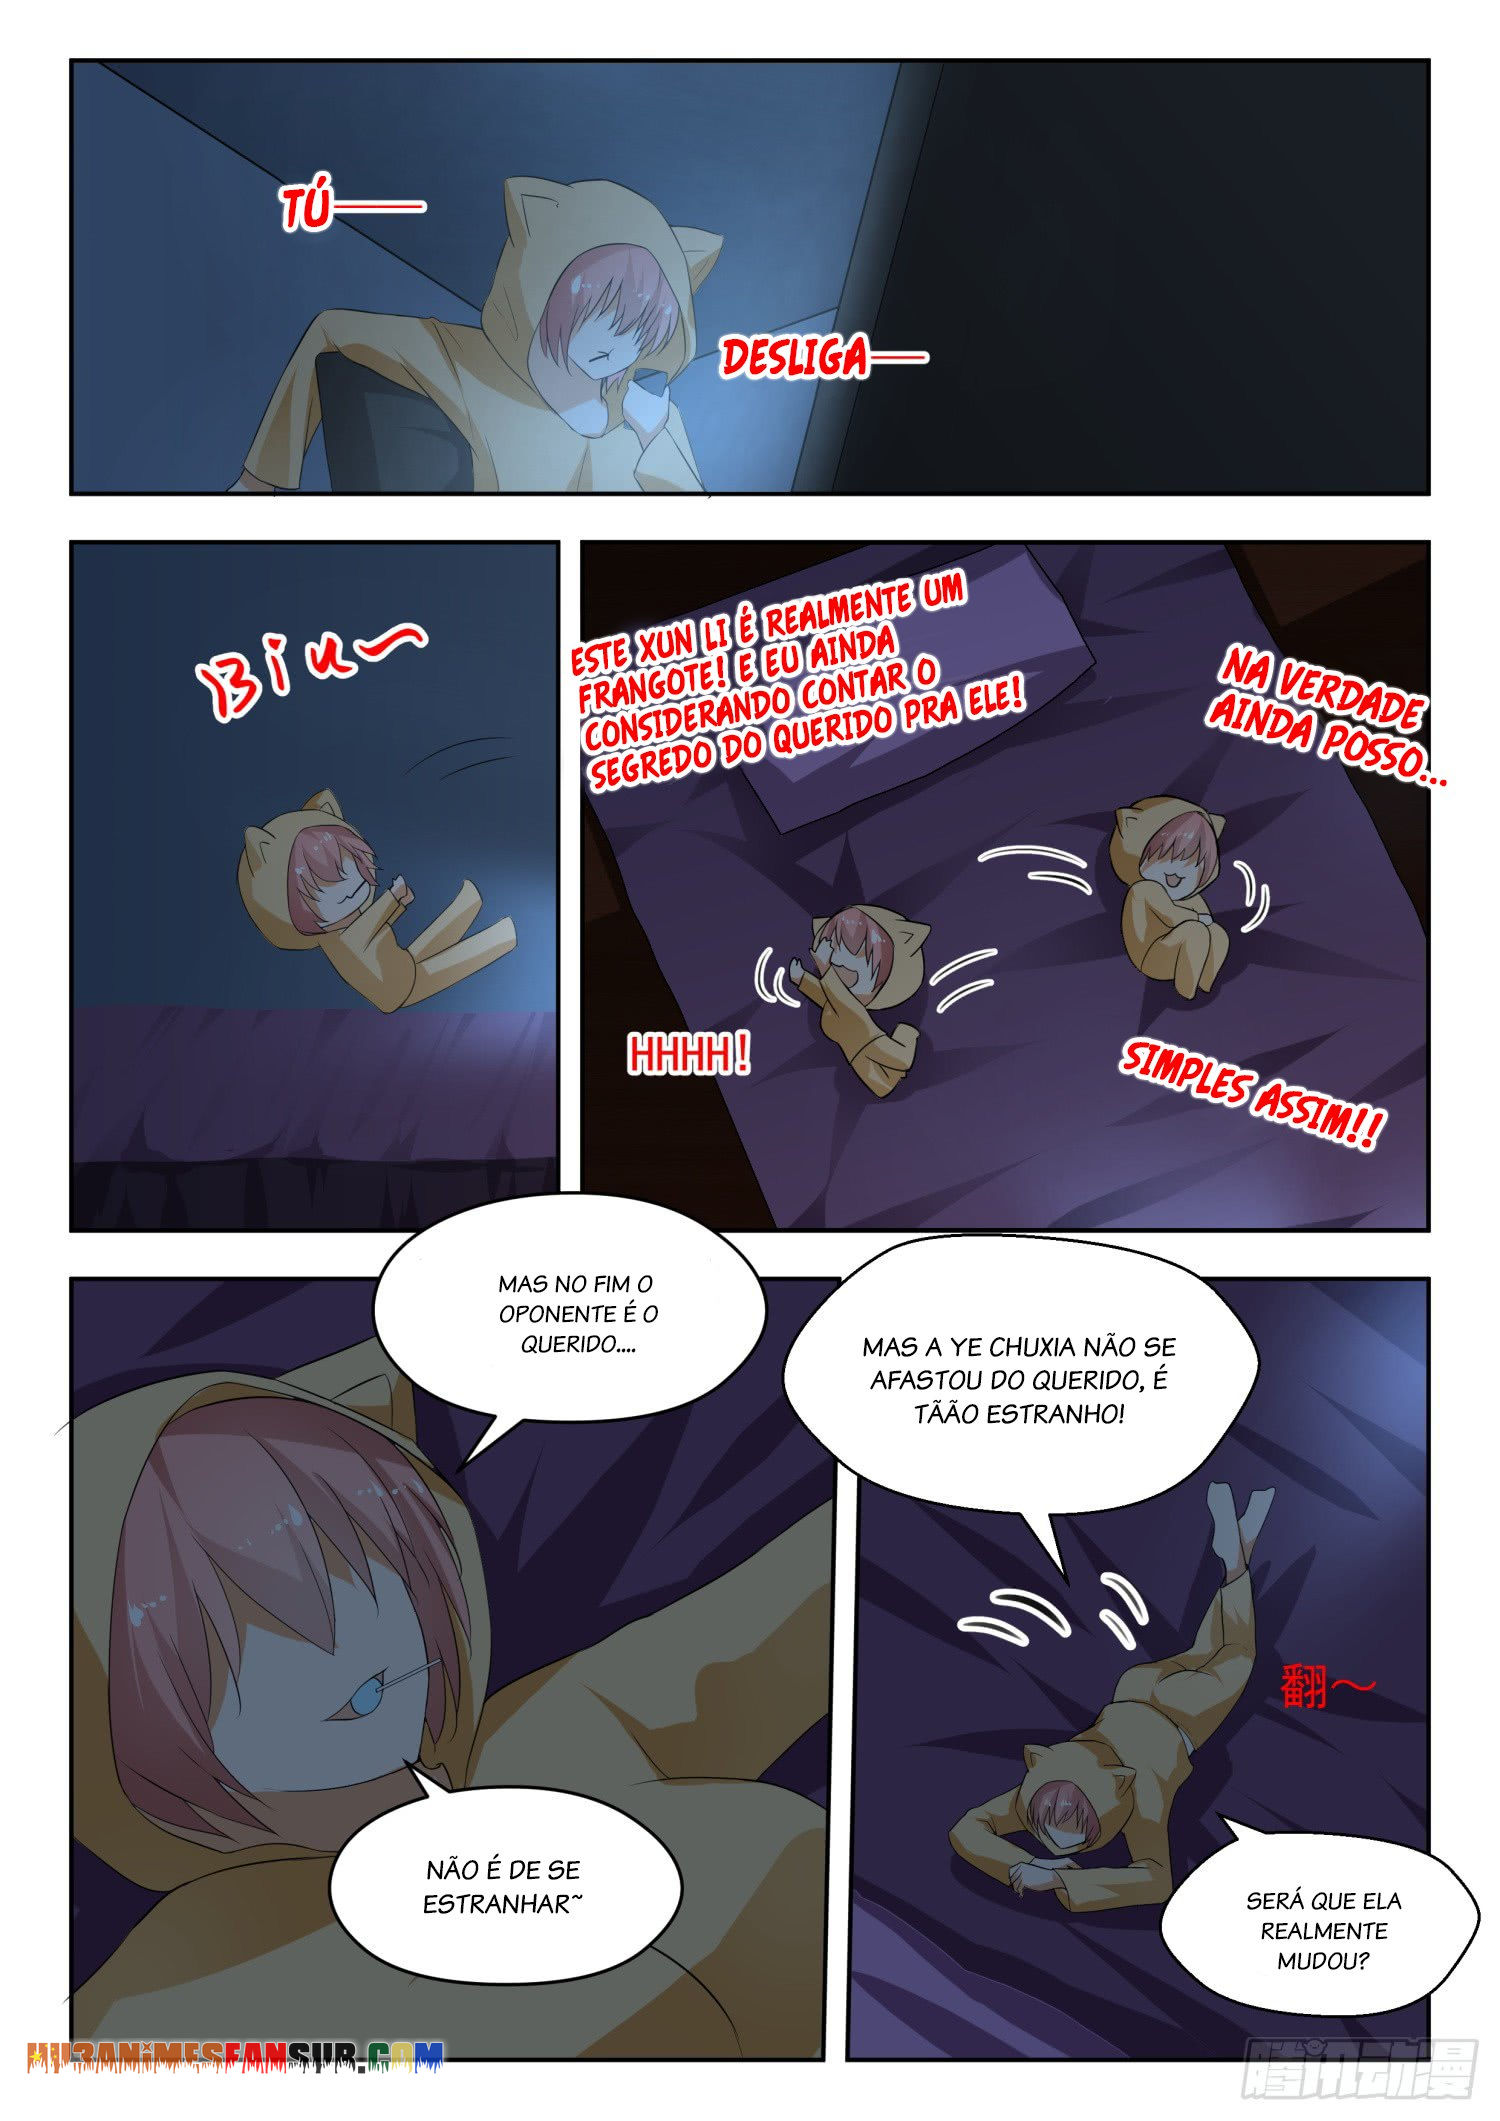 TÚ——
DESLIGA——
Biu~
ESTE XUN LI É REALMENTE UM
FRANGOTE! E EU AINDA
CONSIDERANDO CONTAR O
SEGREDO DO QUERIDO PRA ELE!
NA VERDADE
AINDA POSSO...
HHHH!
SIMPLES ASSIM!!
MAS NO FIM O
OPONENTE É O
QUERIDO....
MAS A YE CHUXIA NÃO SE
AFASTOU DO QUERIDO, É
TÃÃO ESTRANHO!
翻～
NÃO É DE SE
ESTRANHAR~
SERÁ QUE ELA
REALMENTE
MUDOU?
HU3ANIMESFANSUB.COM
腾讯动漫